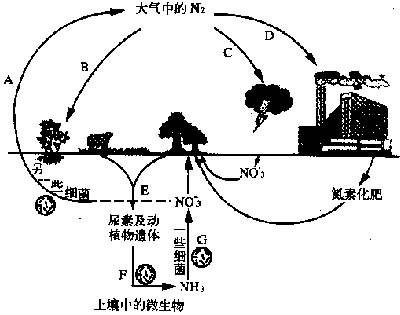 大气中的N₂
A
B
C
D
另一些细菌
E
NO₃⁻
NO₃⁻
氮素化肥
尿素及动
植物遗体
一些细菌
G
F
NH₃
土壤中的微生物